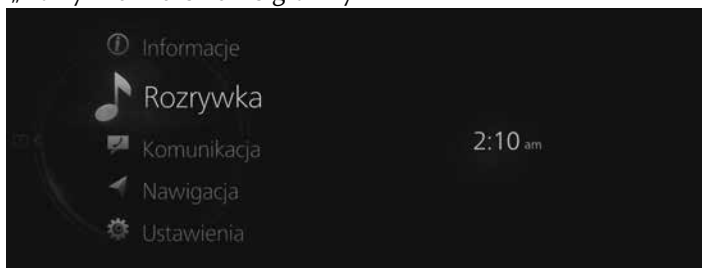 Informacje
Rozrywka
Komunikacja
2:10 am
Nawigacja
Ustawienia